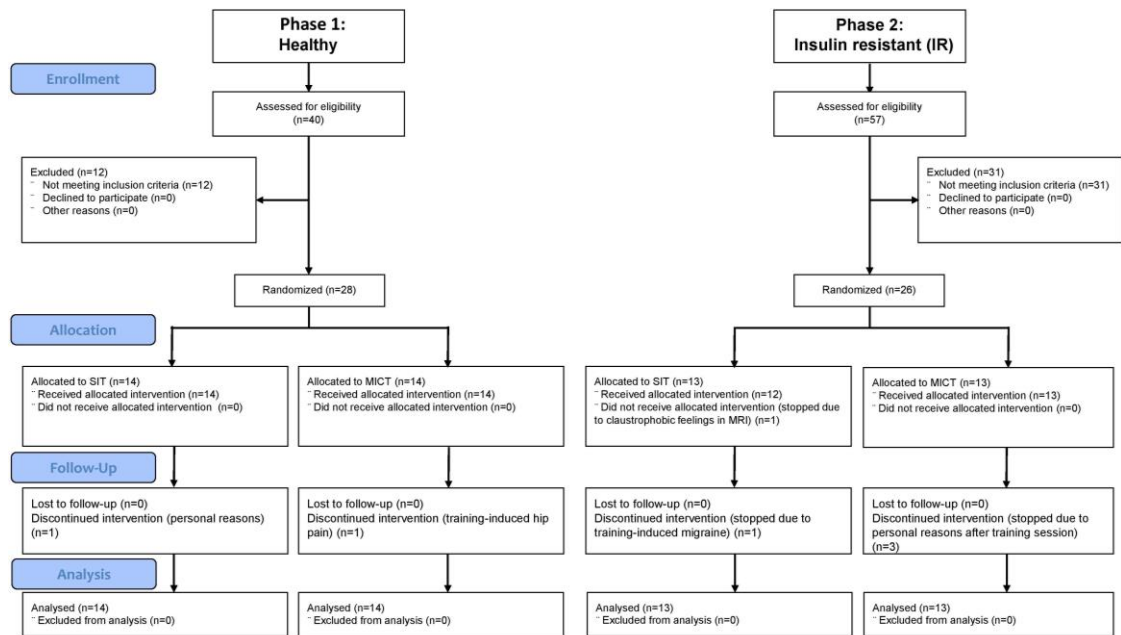 Phase 1:
Healthy
Phase 2:
Insulin resistant (IR)
Enrollment
Assessed for eligibility
(n=40)
Assessed for eligibility
(n=57)
Excluded (n=12)
¨ Not meeting inclusion criteria (n=12)
¨ Declined to participate (n=0)
¨ Other reasons (n=0)
Excluded (n=31)
¨ Not meeting inclusion criteria (n=31)
¨ Declined to participate (n=0)
¨ Other reasons (n=0)
Randomized (n=28)
Randomized (n=26)
Allocation
Allocated to SIT (n=14)
¨ Received allocated intervention (n=14)
¨ Did not receive allocated intervention (n=0)
Allocated to MICT (n=14)
¨ Received allocated intervention (n=14)
¨ Did not receive allocated intervention (n=0)
Allocated to SIT (n=13)
¨ Received allocated intervention (n=12)
¨ Did not receive allocated intervention (stopped due
to claustrophobic feelings in MRI) (n=1)
Allocated to MICT (n=13)
¨ Received allocated intervention (n=13)
¨ Did not receive allocated intervention (n=0)
Follow-Up
Lost to follow-up (n=0)
Discontinued intervention (personal reasons)
(n=1)
Lost to follow-up (n=0)
Discontinued intervention (training-induced hip
pain) (n=1)
Lost to follow-up (n=0)
Discontinued intervention (stopped due to
training-induced migraine) (n=1)
Lost to follow-up (n=0)
Discontinued intervention (stopped due to
personal reasons after training session)
(n=3)
Analysis
Analysed (n=14)
¨ Excluded from analysis (n=0)
Analysed (n=14)
¨ Excluded from analysis (n=0)
Analysed (n=13)
¨ Excluded from analysis (n=0)
Analysed (n=13)
¨ Excluded from analysis (n=0)